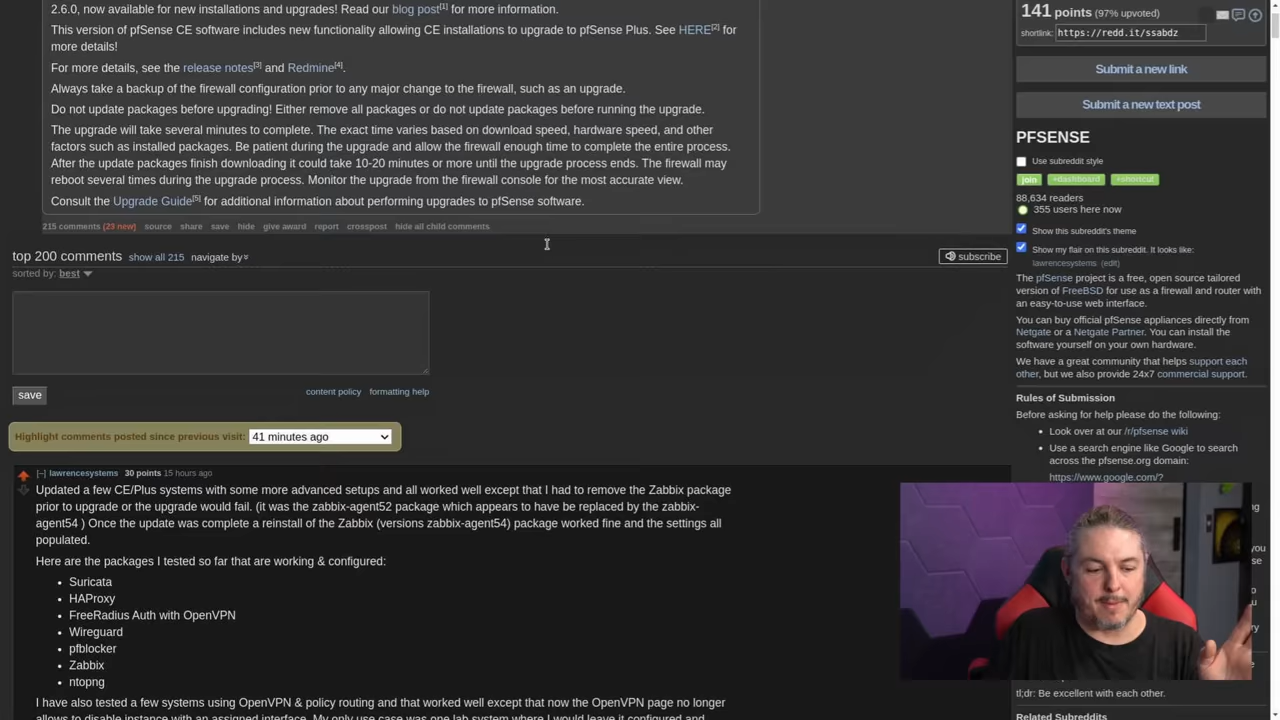 2.6.0, now available for new installations and upgrades! Read our blog post[1] for more information.
This version of pfSense CE software includes new functionality allowing CE installations to upgrade to pfSense Plus. See HERE[2] for
more details!
For more details, see the release notes[3] and Redmine[4].
Always take a backup of the firewall configuration prior to any major change to the firewall, such as an upgrade.
Do not update packages before upgrading! Either remove all packages or do not update packages before running the upgrade.
The upgrade will take several minutes to complete. The exact time varies based on download speed, hardware speed, and other
factors such as installed packages. Be patient during the upgrade and allow the firewall enough time to complete the entire process.
After the update packages finish downloading it could take 10-20 minutes or more until the upgrade process ends. The firewall may
reboot several times during the upgrade process. Monitor the upgrade from the firewall console for the most accurate view.
Consult the Upgrade Guide[5] for additional information about performing upgrades to pfSense software.
215 comments (23 new) source share save hide give award report crosspost hide all child comments
top 200 comments show all 215 navigate by
subscribe
sorted by: best
content policy formatting help
save
Highlight comments posted since previous visit: 41 minutes ago
[–] lawrencesystems 30 points 15 hours ago
Updated a few CE/Plus systems with some more advanced setups and all worked well except that I had to remove the Zabbix package
prior to upgrade or the upgrade would fail. (it was the zabbix-agent52 package which appears to have be replaced by the zabbix-
agent54 ) Once the update was complete a reinstall of the Zabbix (versions zabbix-agent54) package worked fine and the settings all
populated.
Here are the packages I tested so far that are working & configured:
Suricata
HAProxy
FreeRadius Auth with OpenVPN
Wireguard
pfblocker
Zabbix
ntopng
I have also tested a few systems using OpenVPN & policy routing and that worked well except that now the OpenVPN page no longer
allows to disable instance with an assigned interface. My only use case was one lab system where I would leave it configured and
141 points (97% upvoted)
shortlink: https://redd.it/ssabdz
Submit a new link
Submit a new text post
PFSENSE
Use subreddit style
join +dashboard +shortcut
88,634 readers
355 users here now
Show this subreddit's theme
Show my flair on this subreddit. It looks like:
lawrencesystems (edit)
The pfSense project is a free, open source tailored
version of FreeBSD for use as a firewall and router with
an easy-to-use web interface.
You can buy official pfSense appliances directly from
Netgate or a Netgate Partner. You can install the
software yourself on your own hardware.
We have a great community that helps support each
other, but we also provide 24x7 commercial support.
Rules of Submission
Before asking for help please do the following:
Look over at our /r/pfsense wiki
Use a search engine like Google to search
across the pfsense.org domain:
https://www.google.com/?
tl;dr: Be excellent with each other.
Related Subreddits